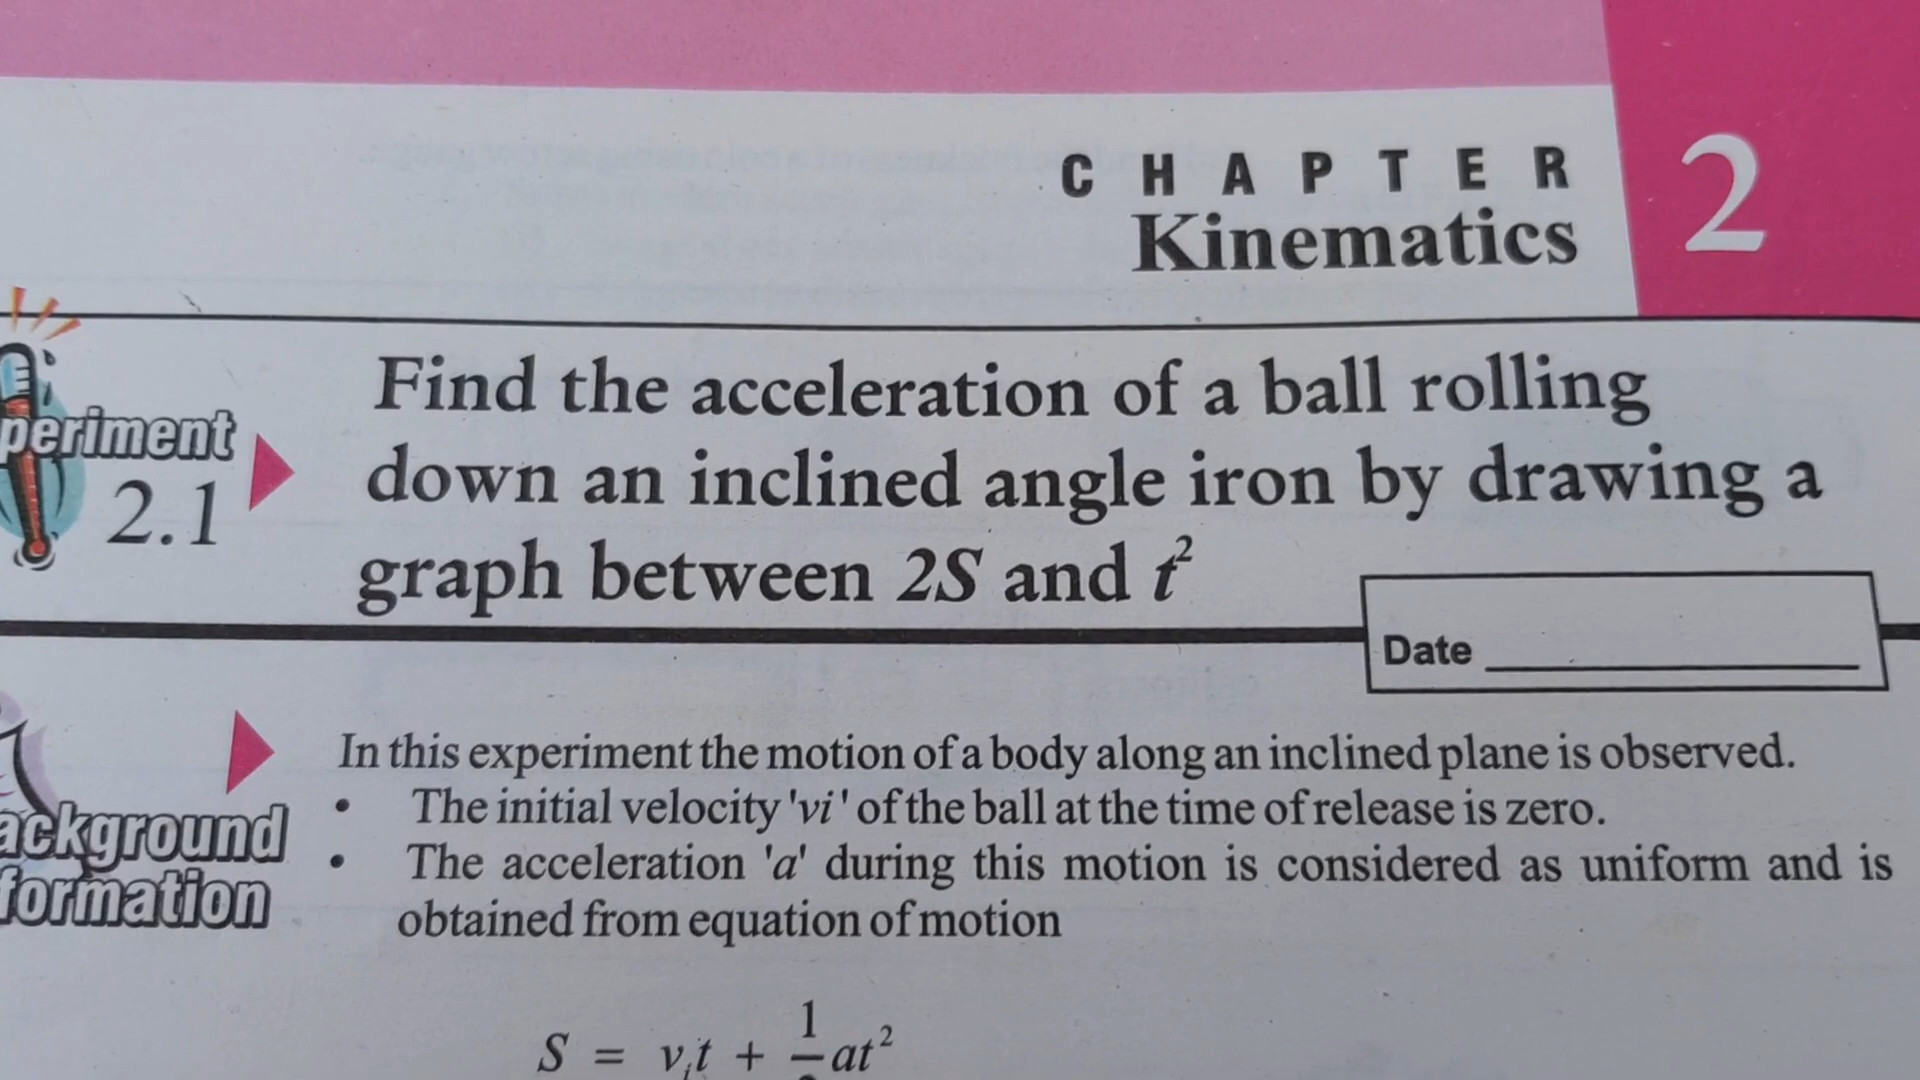 CHAPTER 2
Kinematics
periment
2.1
Find the acceleration of a ball rolling
down an inclined angle iron by drawing a
graph between 2S and t²
Date
ackground
formation
In this experiment the motion of a body along an inclined plane is observed.
• The initial velocity 'vi' of the ball at the time of release is zero.
• The acceleration 'a' during this motion is considered as uniform and is
obtained from equation of motion
S = vᵢt + 1/2 at²